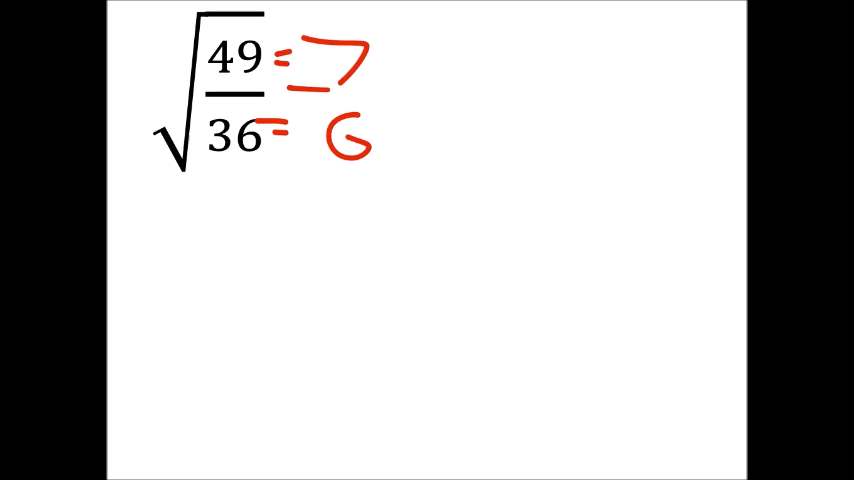 √49 = 7
36 = 6